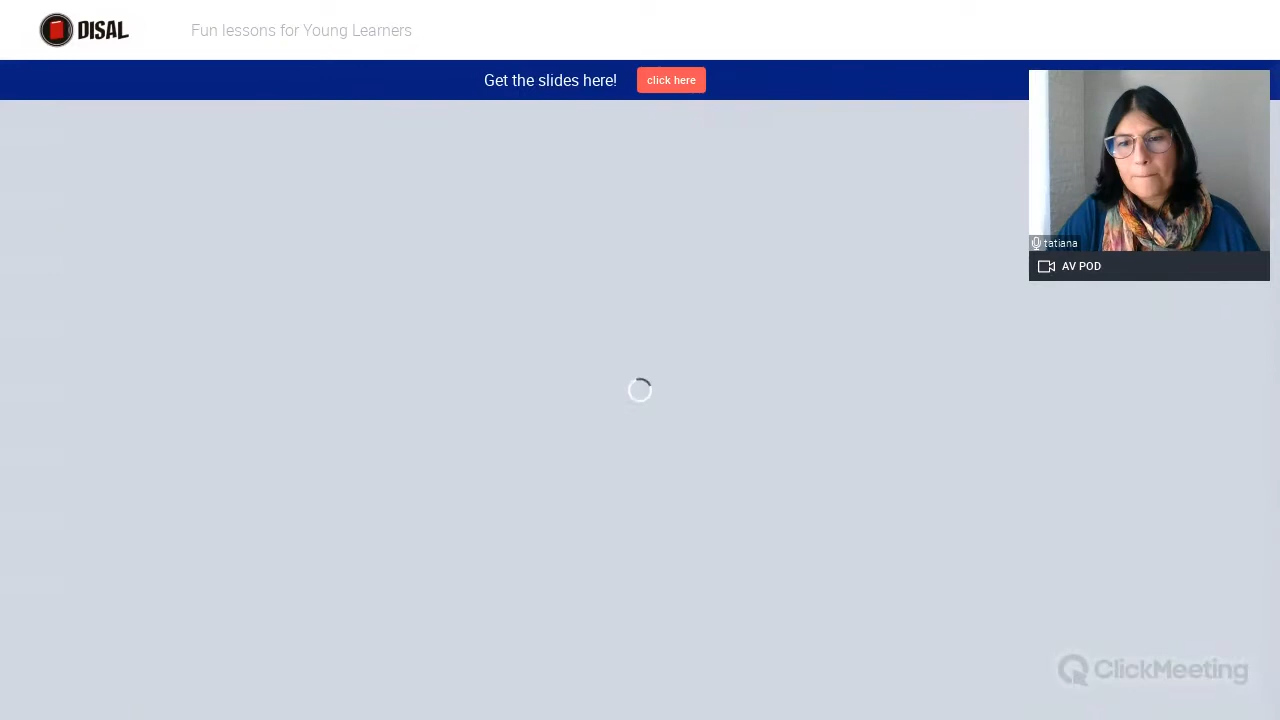 DISAL
Fun lessons for Young Learners
Get the slides here!
click here
tatiana
AV POD
ClickMeeting